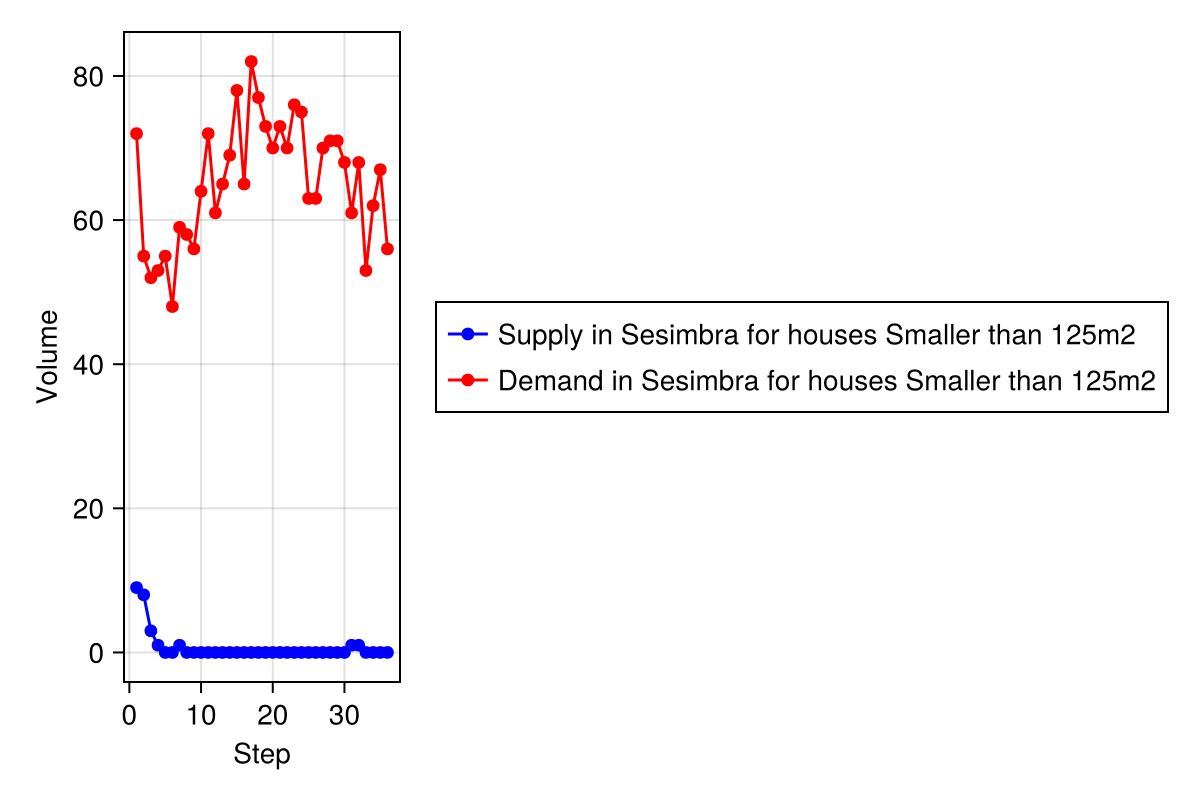 80
60
40
20
0
Volume
0 10 20 30
Step
Supply in Sesimbra for houses Smaller than 125m2
Demand in Sesimbra for houses Smaller than 125m2